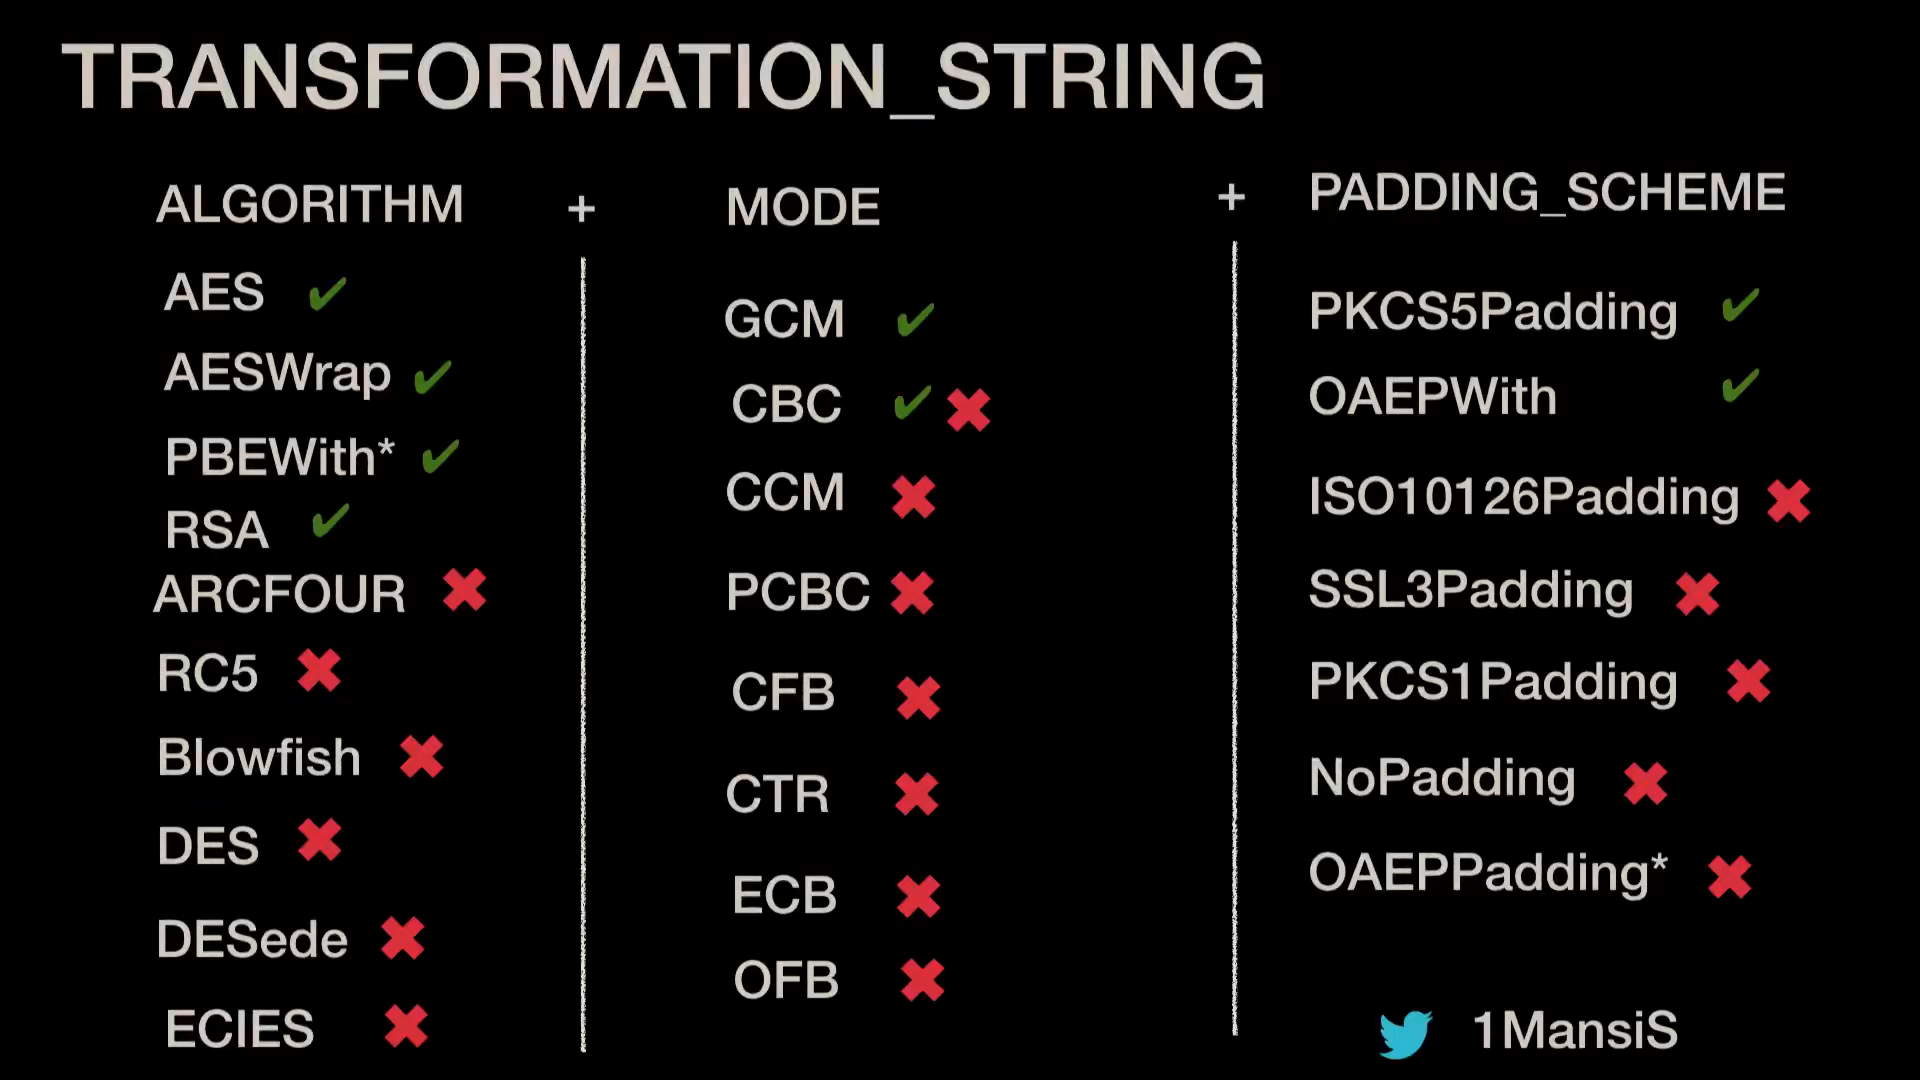 TRANSFORMATION_STRING
ALGORITHM + MODE + PADDING_SCHEME
AES ✔
AESWrap ✔
PBEWith* ✔
RSA ✔
ARCFOUR ✖
RC5 ✖
Blowfish ✖
DES ✖
DESede ✖
ECIES ✖
GCM ✔
CBC ✔✖
CCM ✖
PCBC ✖
CFB ✖
CTR ✖
ECB ✖
OFB ✖
PKCS5Padding ✔
OAEPWith ✔
ISO10126Padding ✖
SSL3Padding ✖
PKCS1Padding ✖
NoPadding ✖
OAEPPadding* ✖
1MansiS